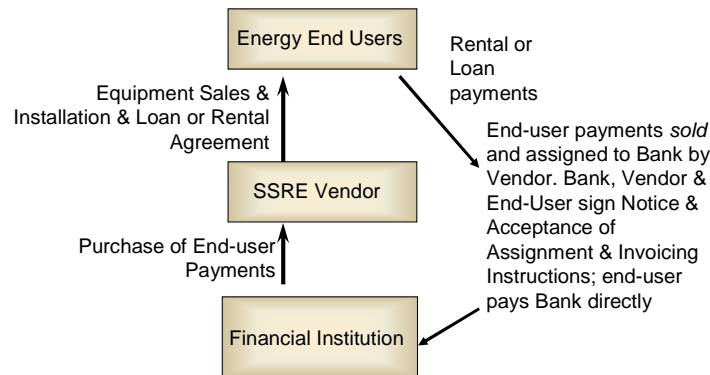 Energy End Users
Rental or
Loan
payments
Equipment Sales &
Installation & Loan or Rental
Agreement
End-user payments sold
and assigned to Bank by
Vendor. Bank, Vendor &
End-User sign Notice &
Acceptance of
Assignment & Invoicing
Instructions; end-user
pays Bank directly
SSRE Vendor
Purchase of End-user
Payments
Financial Institution